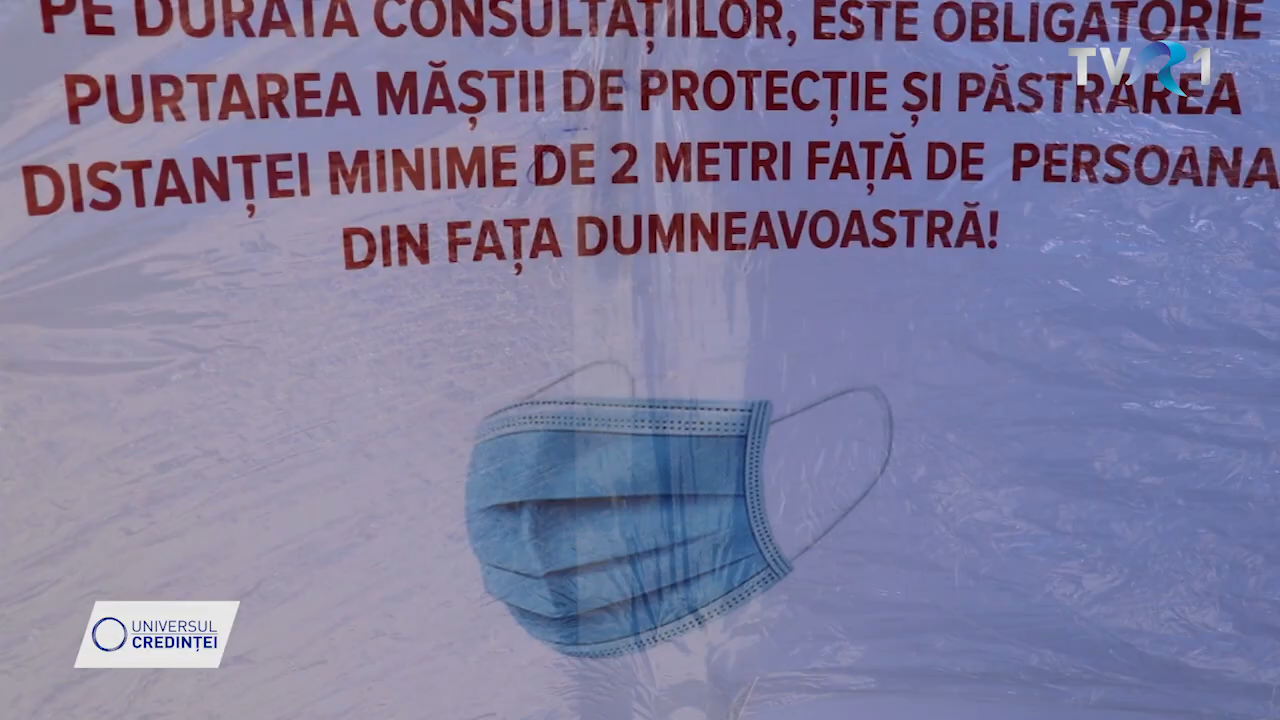 PE DURATA CONSULTAȚIILOR, ESTE OBLIGATORIE
TVR1
PURTAREA MĂȘTII DE PROTECȚIE ȘI PĂSTRAREA
DISTANȚEI MINIME DE 2 METRI FAȚĂ DE PERSOANA
DIN FAȚA DUMNEAVOASTRĂ!
UNIVERSUL
CREDINȚEI